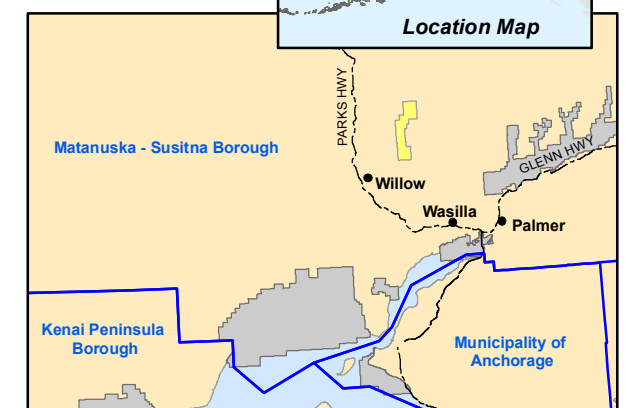 Location Map
PARKS HWY
Matanuska - Susitna Borough
GLENN HWY
Willow
Wasilla
Palmer
Kenai Peninsula
Borough
Municipality of
Anchorage